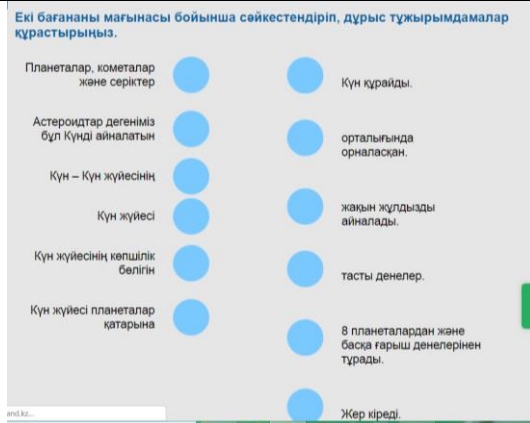 Екі бағананы мағынасы бойынша сәйкестендіріп, дұрыс тұжырымдамалар
құрастырыңыз.
Планеталар, кометалар
және серіктер
Астероидтар дегеніміз
бұл Күнді айналатын
Күн – Күн жүйесінің
Күн жүйесі
Күн жүйесінің көпшілік
бөлігін
Күн жүйесі планеталар
қатарына
Күн құрайды.
орталығында
орналасқан.
жақын жұлдызды
айналады.
тасты денелер.
8 планеталардан және
басқа ғарыш денелерінен
тұрады.
Жер кіреді.
and.kz...